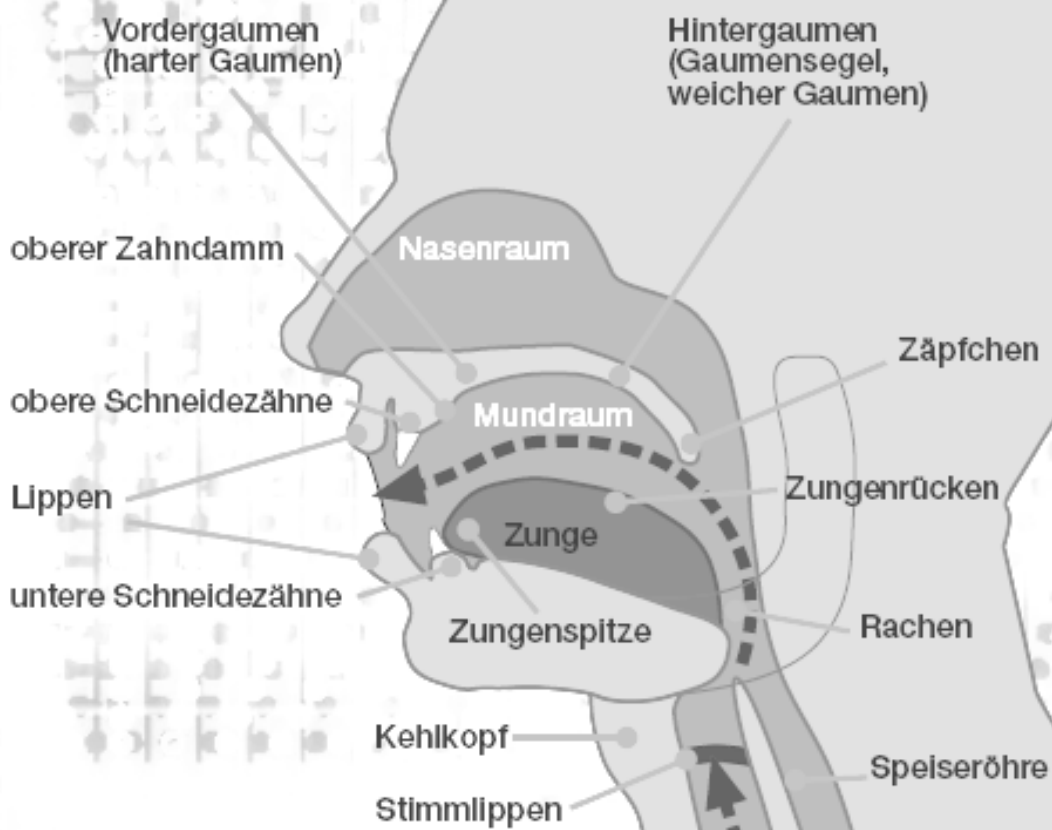 Vordergaumen
(harter Gaumen)
Hintergaumen
(Gaumensegel,
weicher Gaumen)
oberer Zahndamm
Nasenraum
Zäpfchen
obere Schneidezähne
Mundraum
Lippen
Zungenrücken
Zunge
untere Schneidezähne
Zungenspitze
Rachen
Kehlkopf
Speiseröhre
Stimmlippen